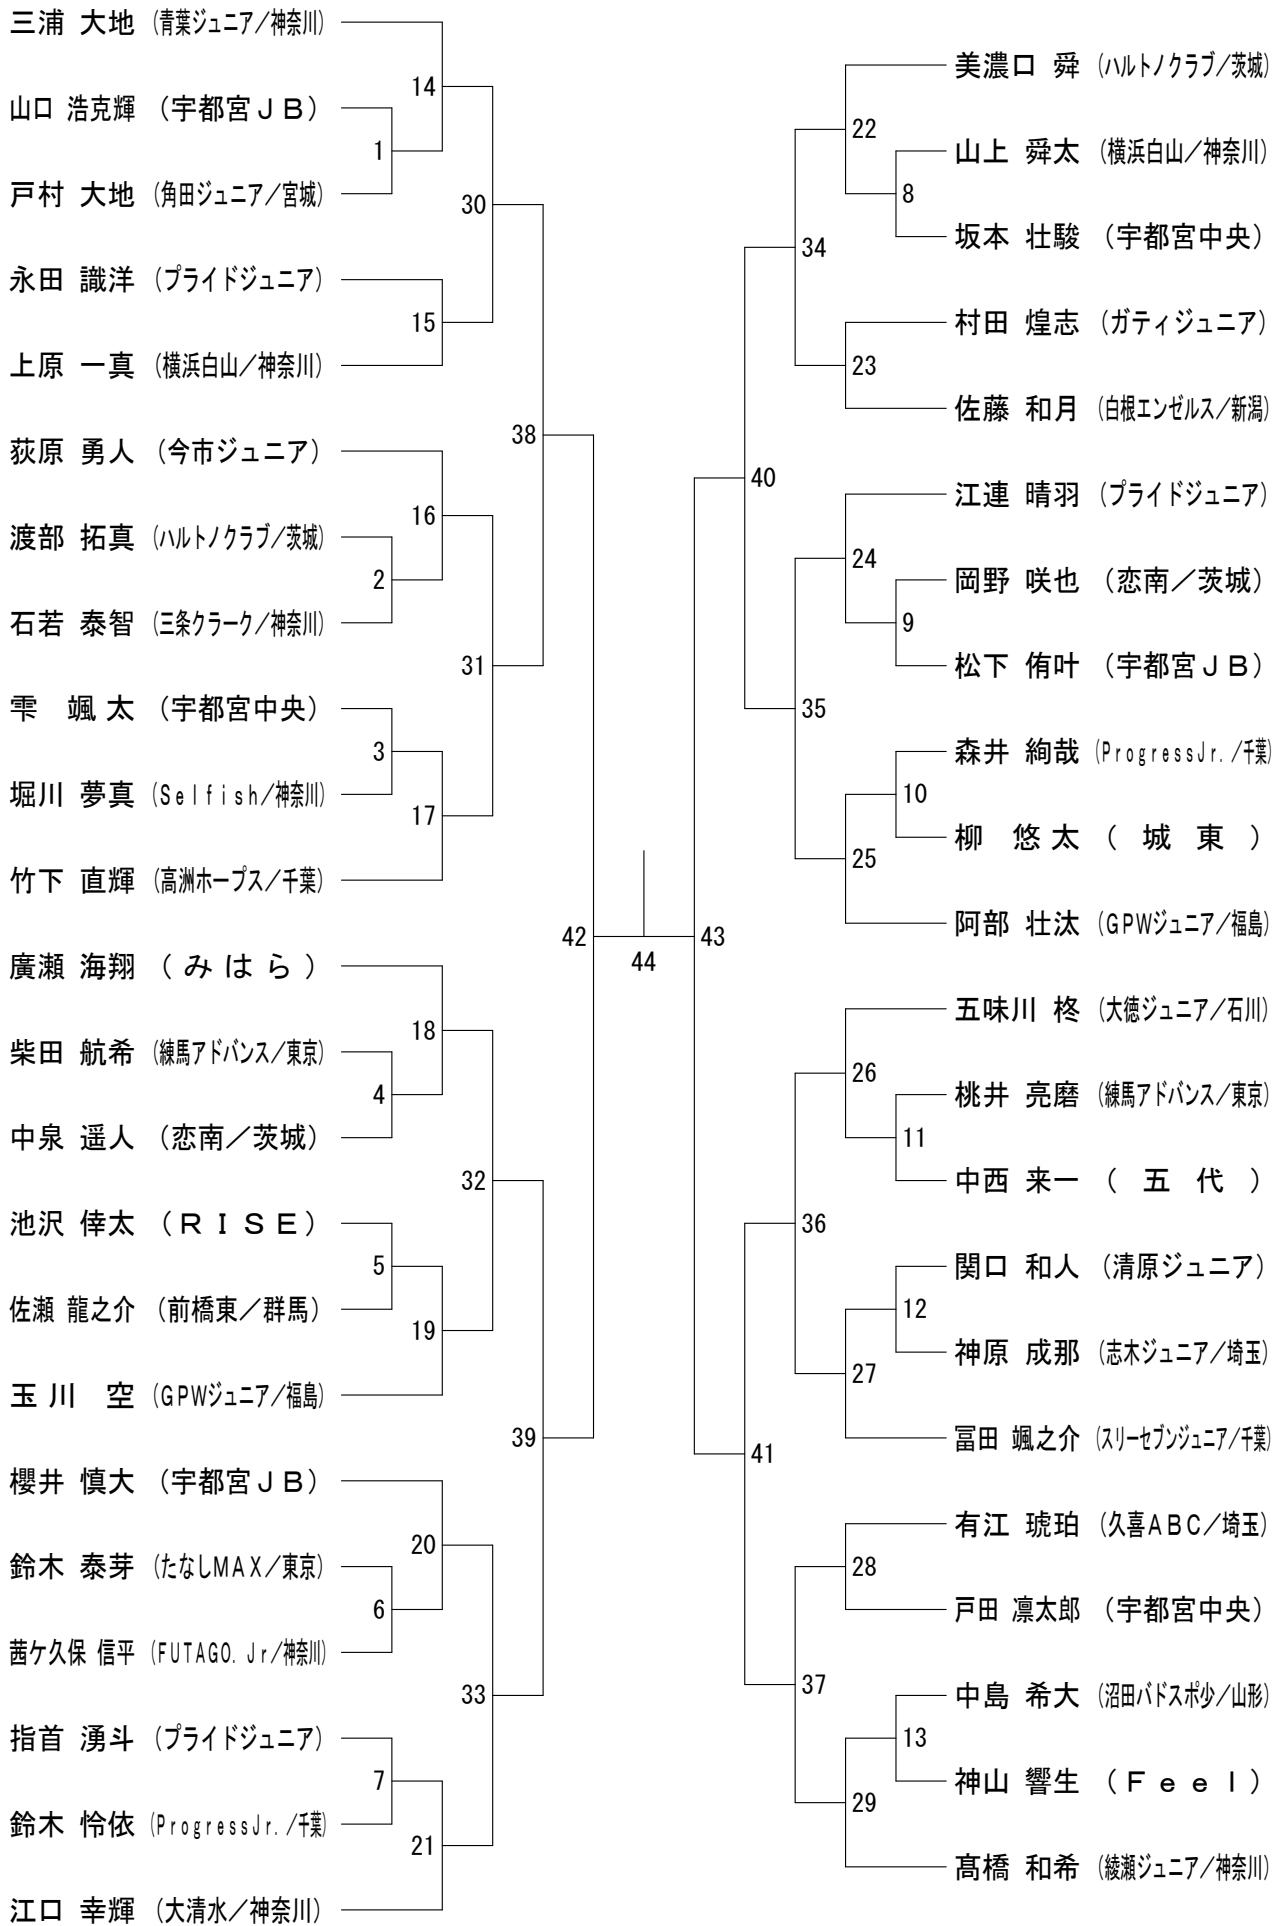 三浦 大地 (青葉ジュニア／神奈川)
14
山口 浩克輝 (宇都宮ＪＢ)
1
戸村 大地 (角田ジュニア／宮城)
30
永田 識洋 (プライドジュニア)
15
上原 一真 (横浜白山／神奈川)
38
荻原 勇人 (今市ジュニア)
16
渡部 拓真 (ハルトノクラブ／茨城)
2
石若 泰智 (三条クラーク／神奈川)
31
雫 颯太 (宇都宮中央)
3
堀川 夢真 (Selfish／神奈川)
17
竹下 直輝 (高洲ホープス／千葉)
42
廣瀬 海翔 (みはら)
18
柴田 航希 (練馬アドバンス／東京)
4
中泉 遥人 (恋南／茨城)
32
池沢 倖太 (ＲＩＳＥ)
5
佐瀬 龍之介 (前橋東／群馬)
19
玉川 空 (GPWジュニア／福島)
39
櫻井 慎大 (宇都宮ＪＢ)
20
鈴木 泰芽 (たなしMAX／東京)
6
茜ケ久保 信平 (FUTAGO. Jr／神奈川)
33
指首 湧斗 (プライドジュニア)
7
鈴木 怜依 (ProgressJr.／千葉)
21
江口 幸輝 (大清水／神奈川)
44
美濃口 舜 (ハルトノクラブ／茨城)
22
山上 舜太 (横浜白山／神奈川)
8
坂本 壮駿 (宇都宮中央)
34
村田 煌志 (ガティジュニア)
23
佐藤 和月 (白根エンゼルス／新潟)
40
江連 晴羽 (プライドジュニア)
24
岡野 咲也 (恋南／茨城)
9
松下 侑叶 (宇都宮ＪＢ)
35
森井 絢哉 (ProgressJr.／千葉)
10
柳 悠太 (城東)
25
阿部 壮汰 (GPWジュニア／福島)
43
五味川 柊 (大徳ジュニア／石川)
26
桃井 亮磨 (練馬アドバンス／東京)
11
中西 来一 (五代)
36
関口 和人 (清原ジュニア)
12
神原 成那 (志木ジュニア／埼玉)
27
冨田 颯之介 (スリーセブンジュニア／千葉)
41
有江 琥珀 (久喜ＡＢＣ／埼玉)
28
戸田 凛太郎 (宇都宮中央)
37
中島 希大 (沼田バドスポ少／山形)
13
神山 響生 (Ｆｅｅｌ)
29
髙橋 和希 (綾瀬ジュニア／神奈川)